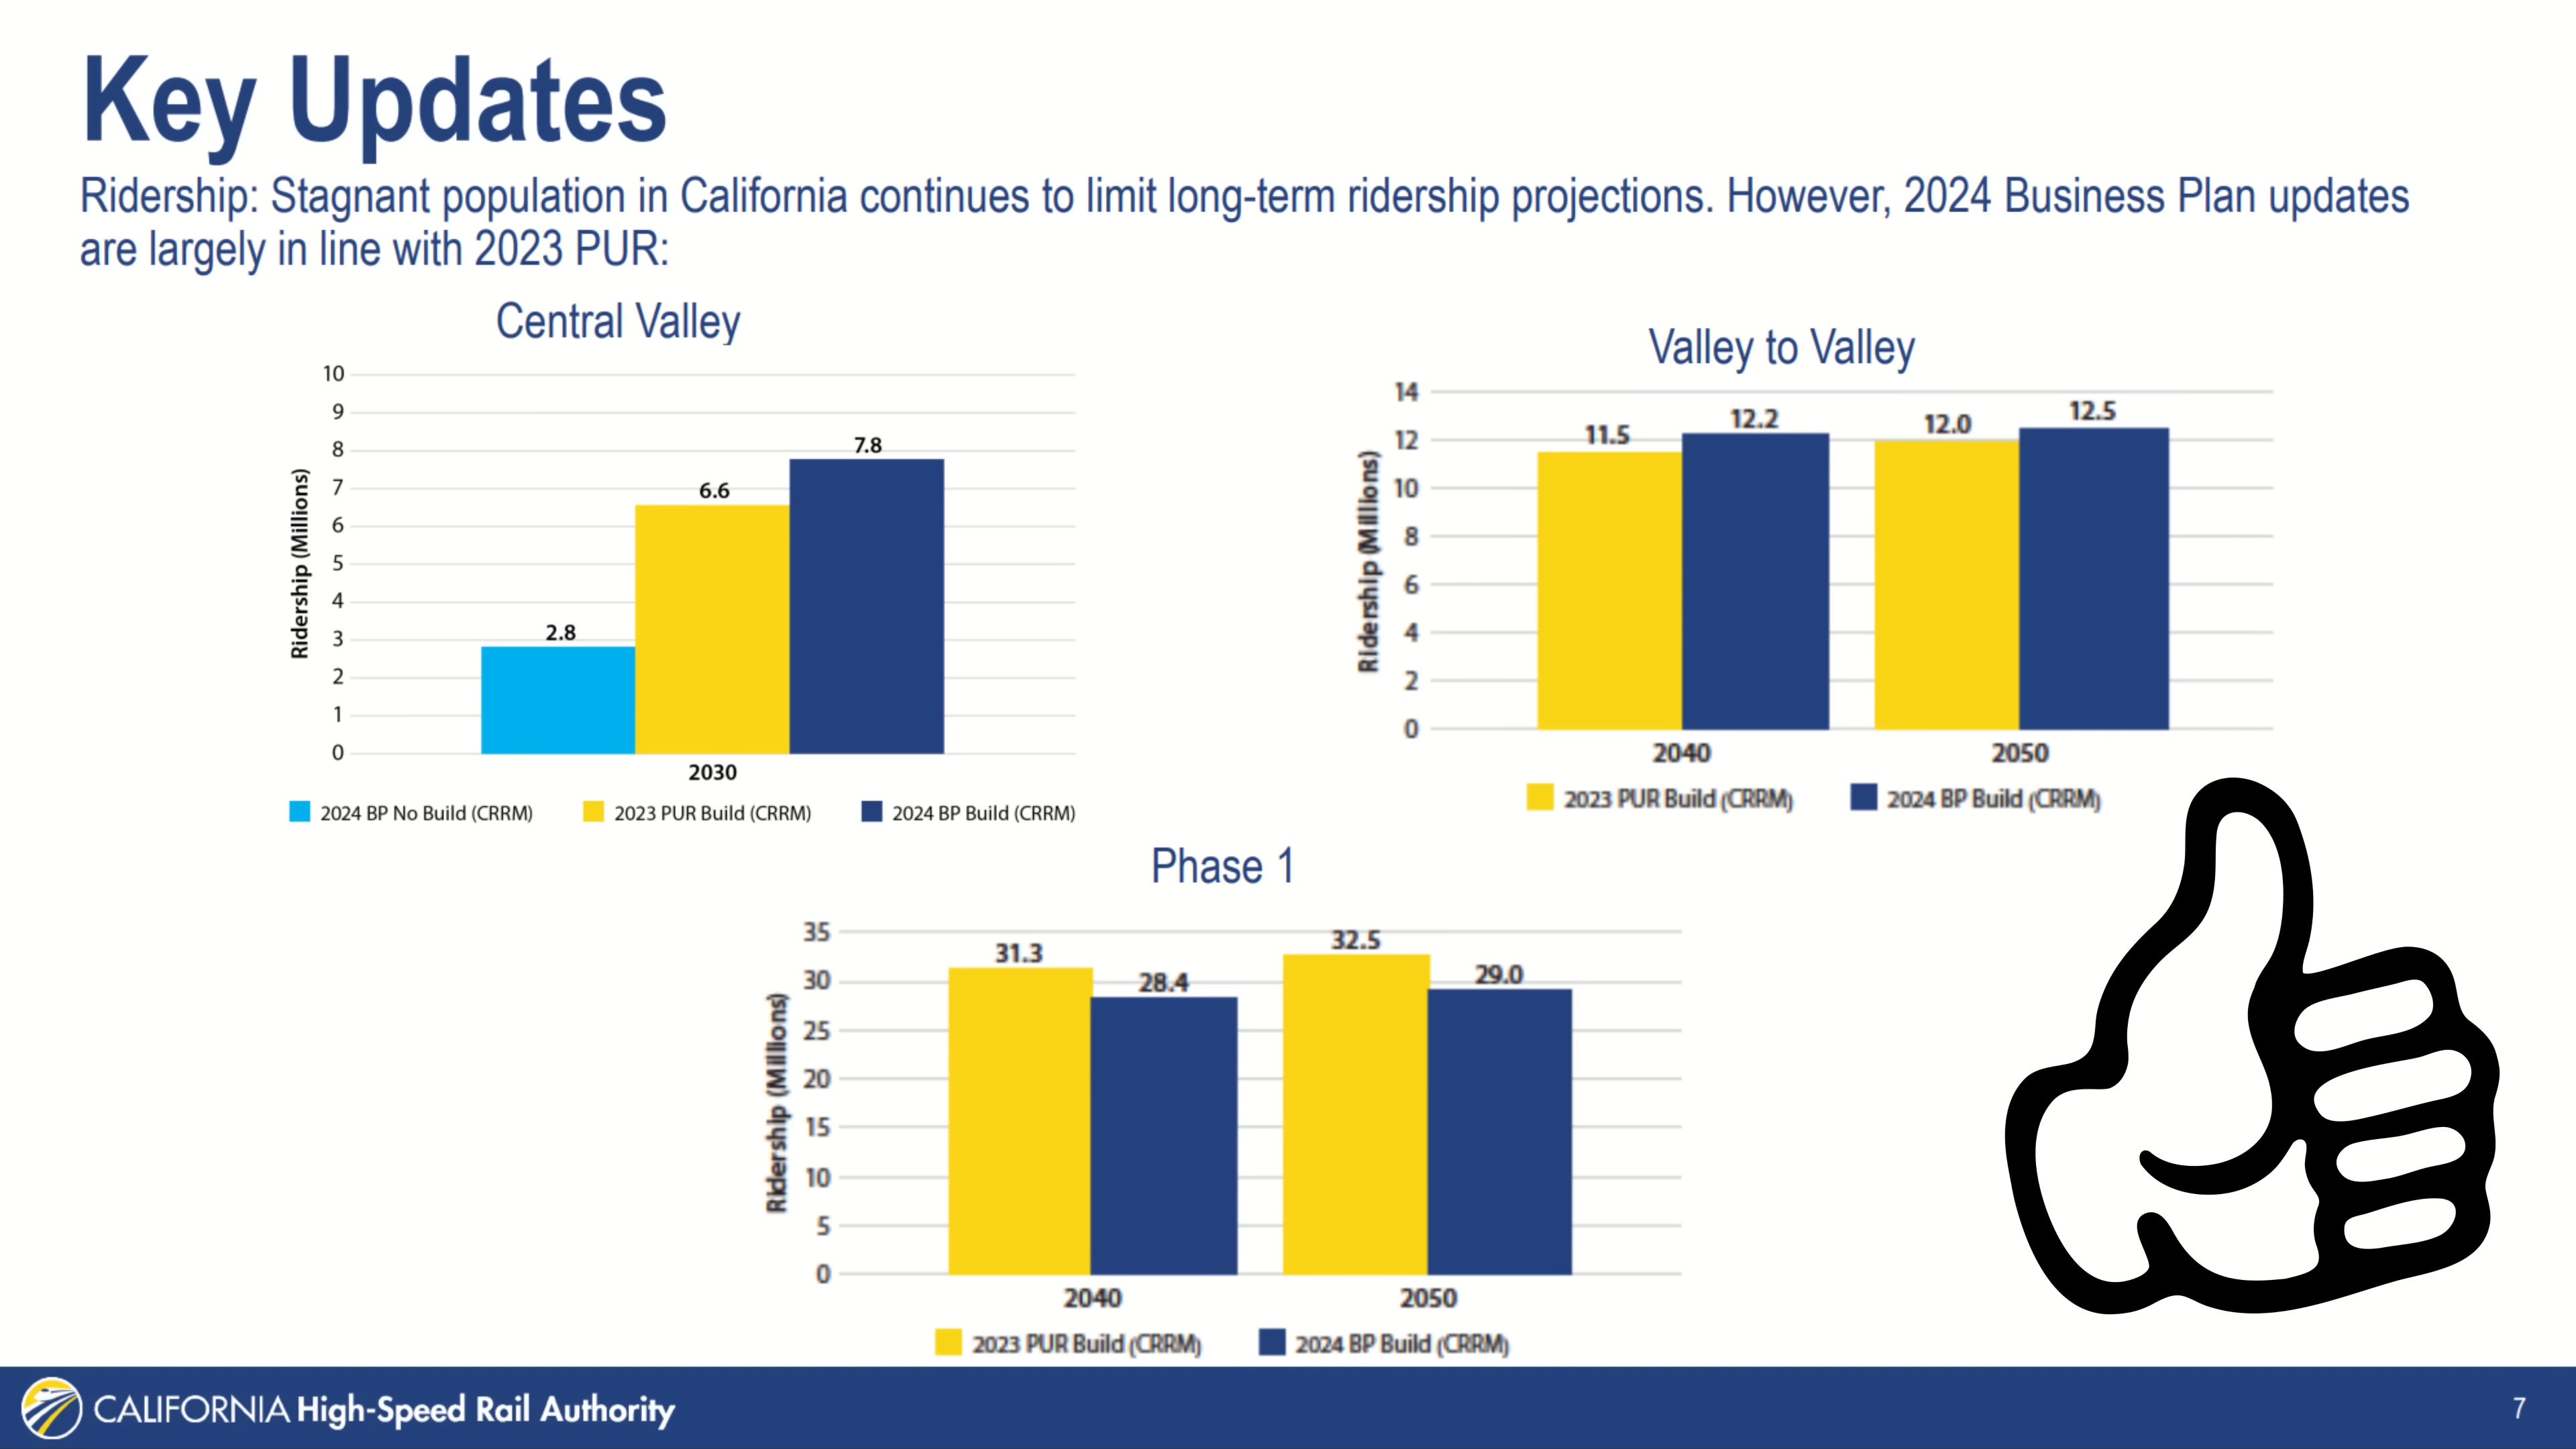 Key Updates
Ridership: Stagnant population in California continues to limit long-term ridership projections. However, 2024 Business Plan updates
are largely in line with 2023 PUR:
Central Valley
Ridership (Millions)
10
9
8
7
6
5
4
3
2
1
0
2.8
6.6
7.8
2030
2024 BP No Build (CRRM) 2023 PUR Build (CRRM) 2024 BP Build (CRRM)
Valley to Valley
Ridership (Millions)
14
12
10
8
6
4
2
0
11.5 12.2 12.0 12.5
2040 2050
2023 PUR Build (CRRM) 2024 BP Build (CRRM)
Phase 1
Ridership (Millions)
35
30
25
20
15
10
5
0
31.3 28.4 32.5 29.0
2040 2050
2023 PUR Build (CRRM) 2024 BP Build (CRRM)
CALIFORNIA High-Speed Rail Authority
7